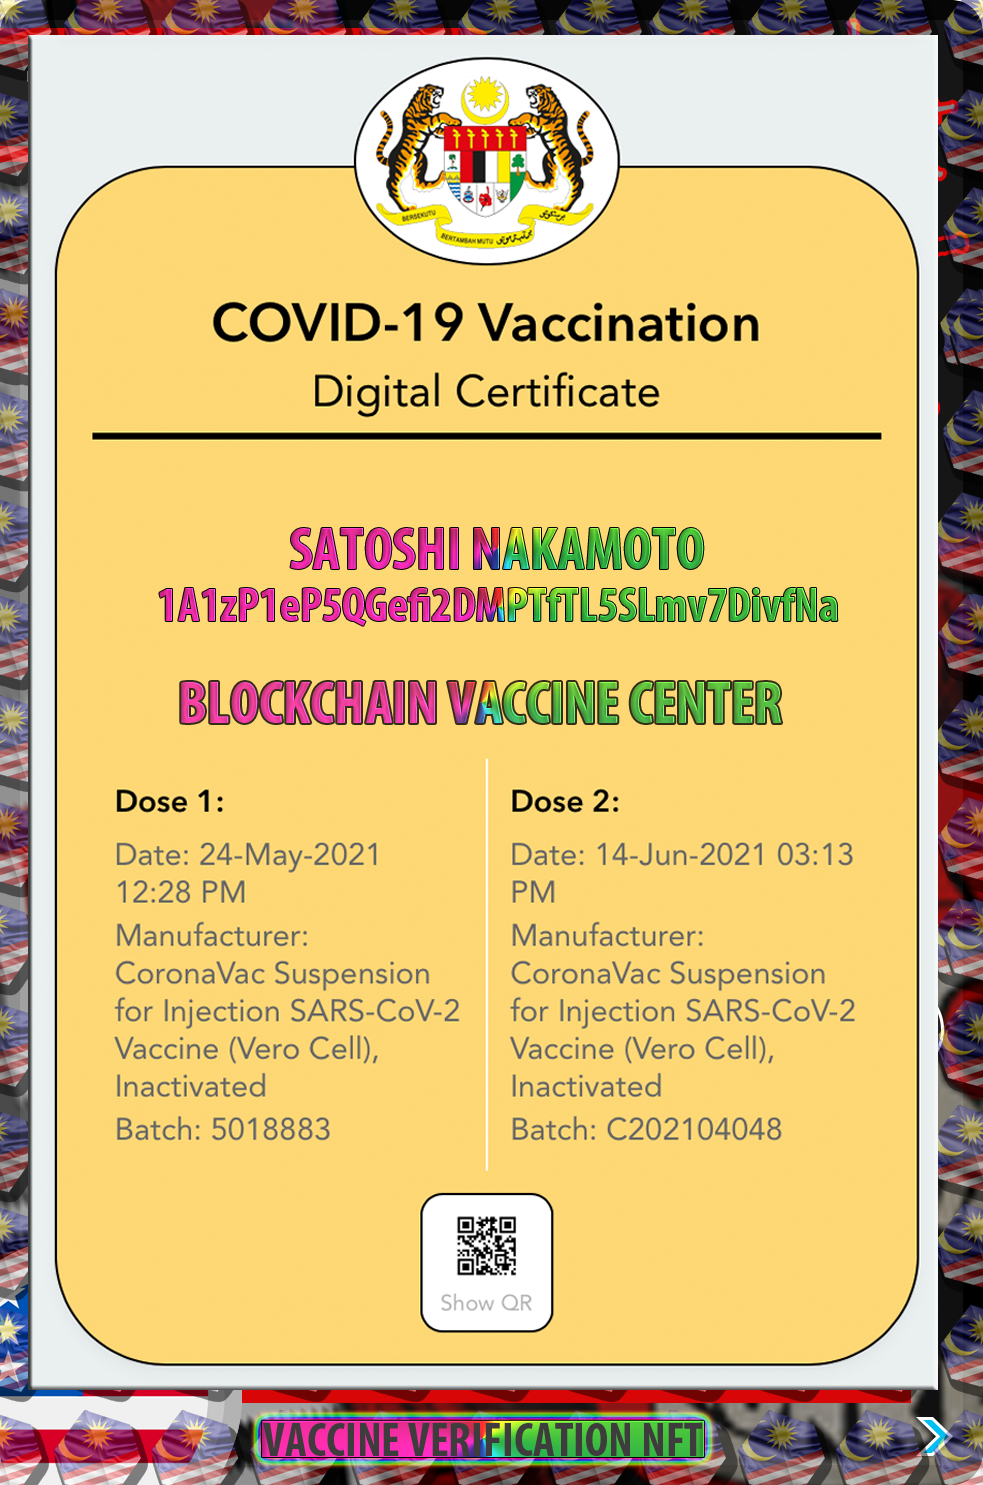 BERSEKUTU
BERTAMBAH MUTU
COVID-19 Vaccination
Digital Certificate
SATOSHI NAKAMOTO
1A1zP1eP5QGefi2DMPTfTL5SLmv7DivfNa
BLOCKCHAIN VACCINE CENTER
Dose 1:
Date: 24-May-2021
12:28 PM
Manufacturer:
CoronaVac Suspension
for Injection SARS-CoV-2
Vaccine (Vero Cell),
Inactivated
Batch: 5018883
Dose 2:
Date: 14-Jun-2021 03:13
PM
Manufacturer:
CoronaVac Suspension
for Injection SARS-CoV-2
Vaccine (Vero Cell),
Inactivated
Batch: C202104048
Show QR
VACCINE VERIFICATION NFT